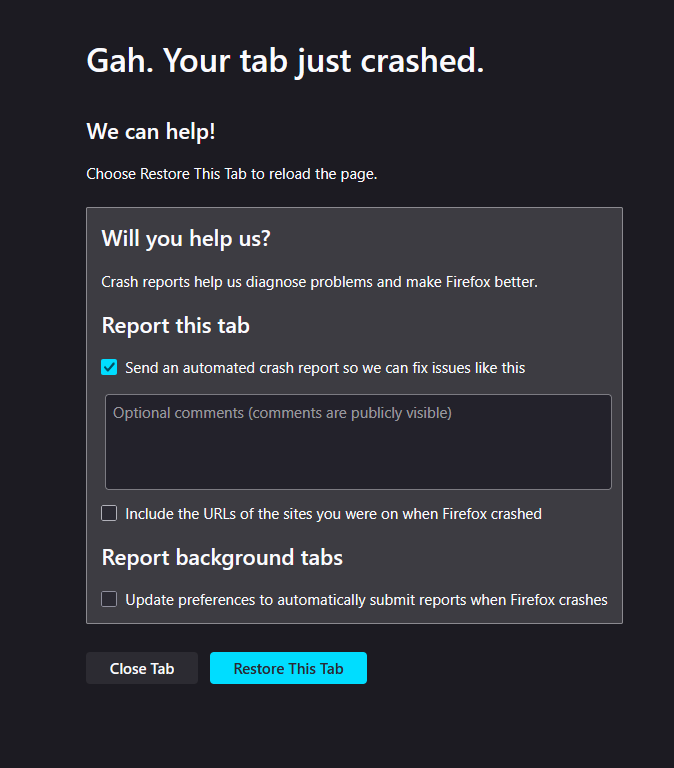 Gah. Your tab just crashed.
We can help!
Choose Restore This Tab to reload the page.
Will you help us?
Crash reports help us diagnose problems and make Firefox better.
Report this tab
Send an automated crash report so we can fix issues like this
Optional comments (comments are publicly visible)
Include the URLs of the sites you were on when Firefox crashed
Report background tabs
Update preferences to automatically submit reports when Firefox crashes
Close Tab
Restore This Tab